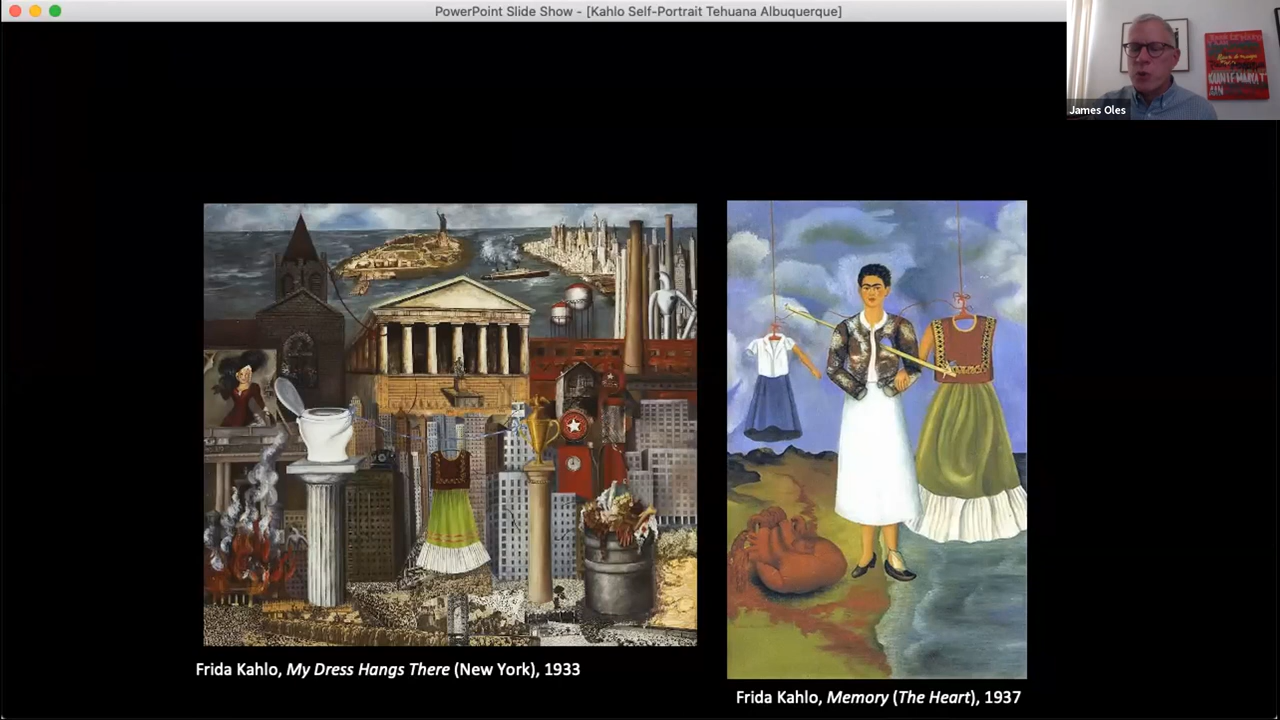 PowerPoint Slide Show - [Kahlo Self-Portrait Tehuana Albuquerque]
James Oles
Frida Kahlo, My Dress Hangs There (New York), 1933
Frida Kahlo, Memory (The Heart), 1937